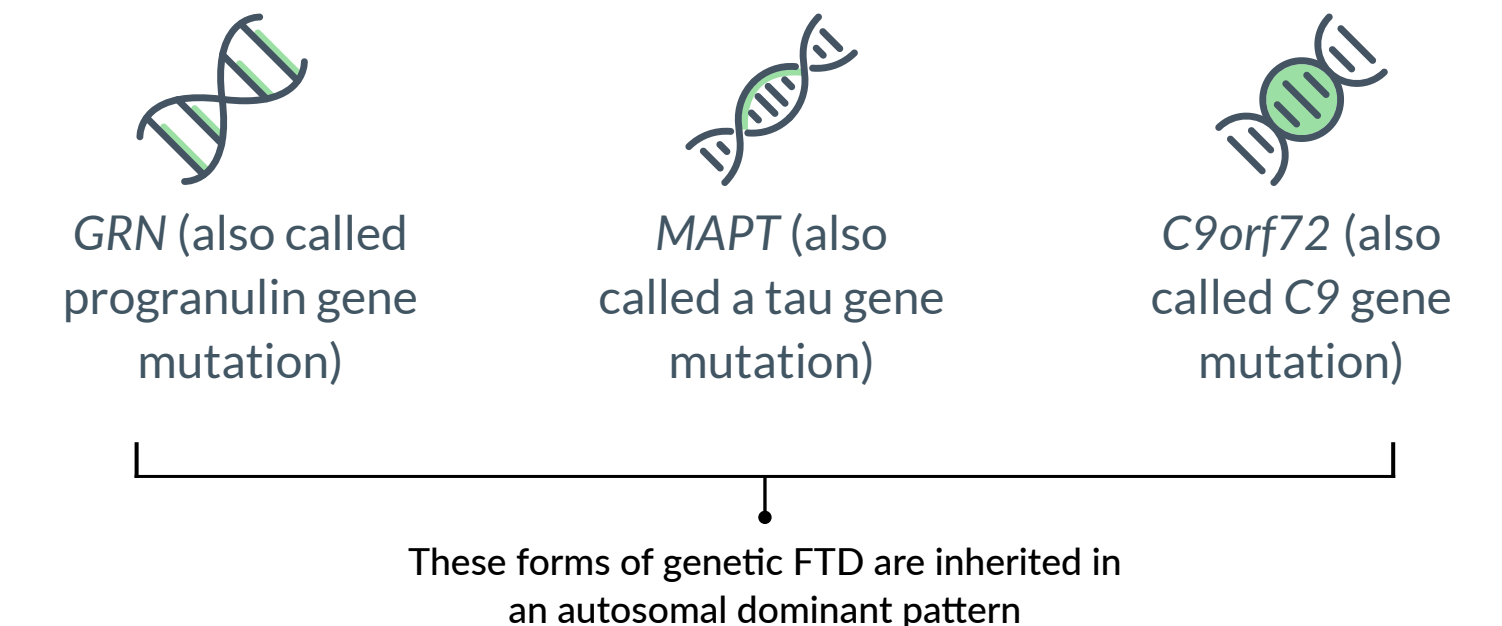 GRN (also called
progranulin gene
mutation)
MAPT (also
called a tau gene
mutation)
C9orf72 (also
called C9 gene
mutation)
These forms of genetic FTD are inherited in
an autosomal dominant pattern